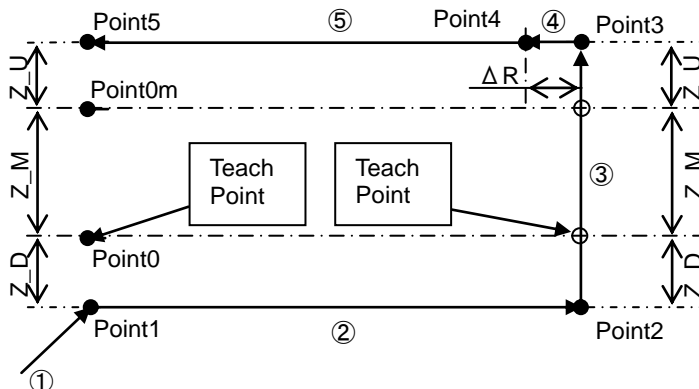 Point5
⑤
Point4
④
Point3
Z_U
Point0m
ΔR
Z_U
Z_M
Teach
Point
Teach
Point
③
Z_M
Z_D
Point0
Z_D
Point1
②
Point2
①